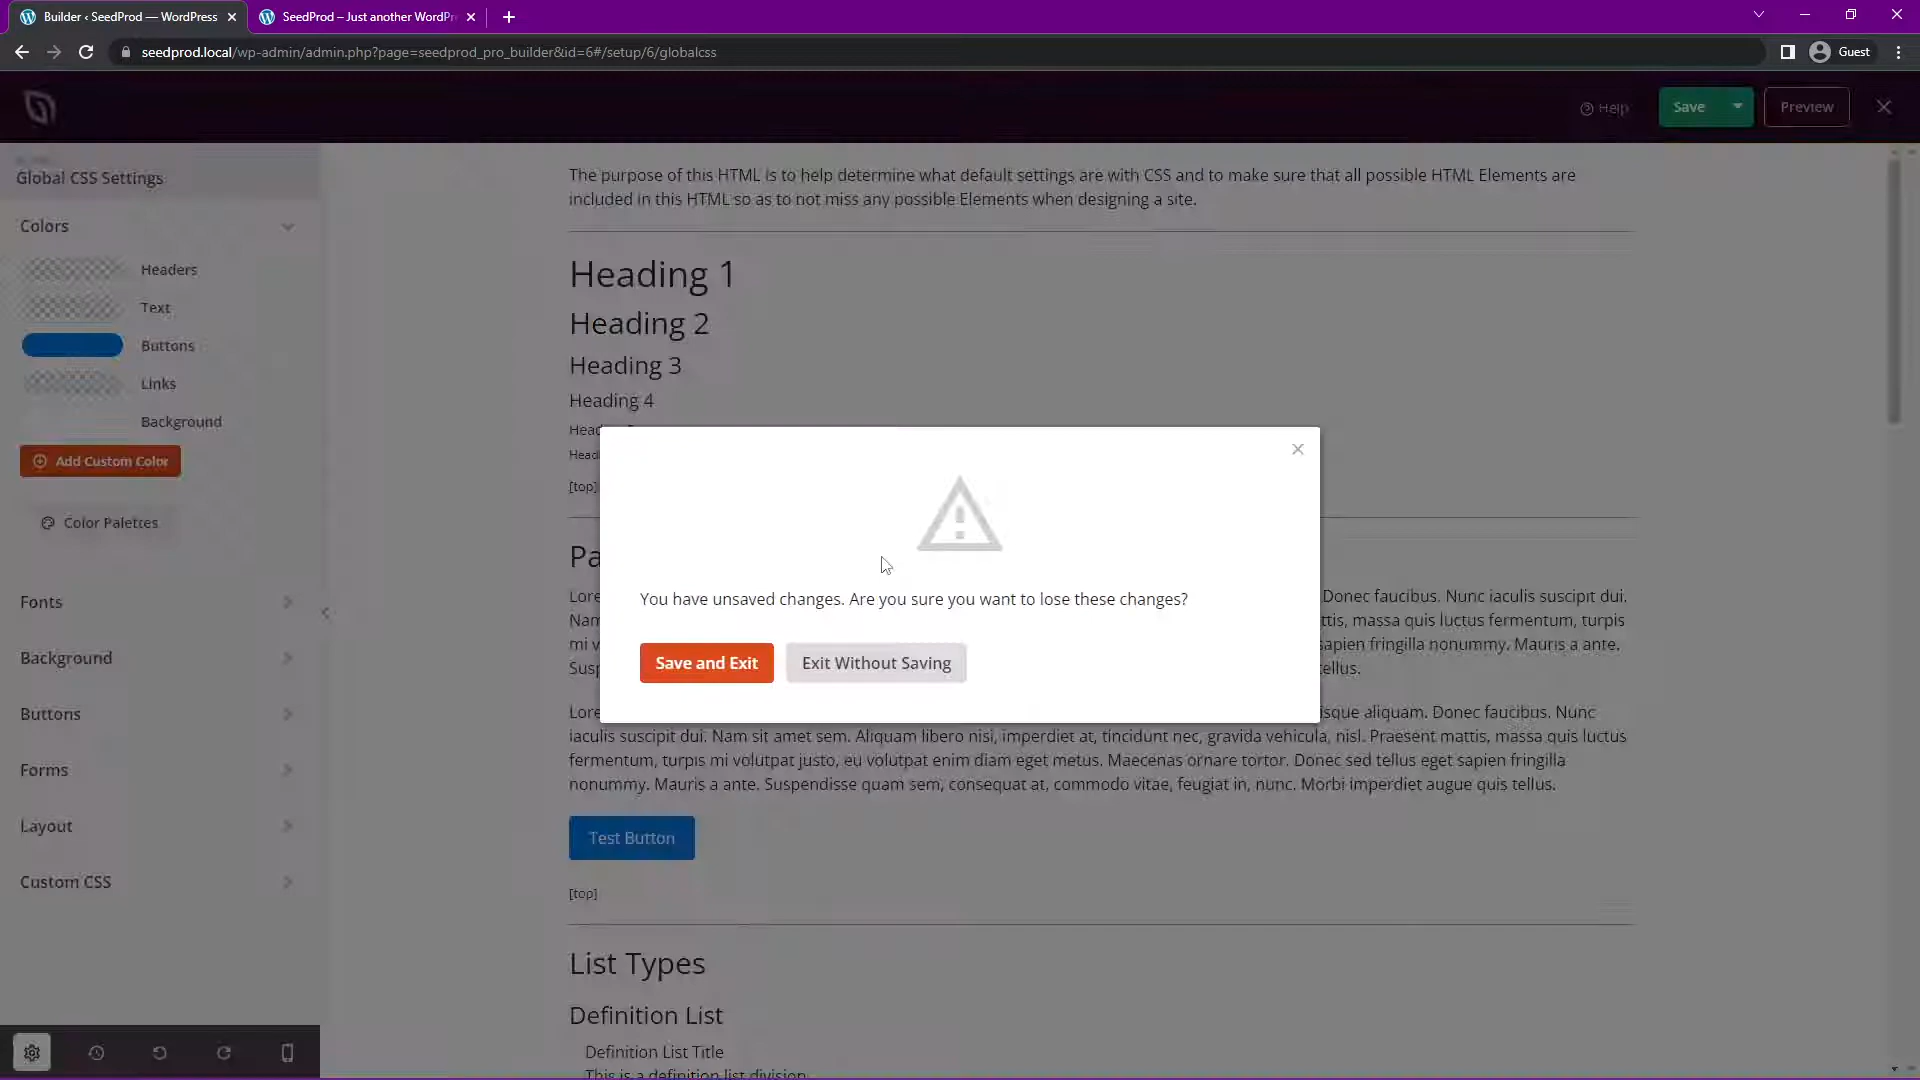 Builder ‹ SeedProd — WordPress
SeedProd – Just another WordPr
seedprod.local/wp-admin/admin.php?page=seedprod_pro_builder&id=6#/setup/6/globalcss
Guest
Help
Save
Preview
Global CSS Settings
Colors
Headers
Text
Buttons
Links
Background
Add Custom Color
Color Palettes
Fonts
Background
Buttons
Forms
Layout
Custom CSS
The purpose of this HTML is to help determine what default settings are with CSS and to make sure that all possible HTML Elements are
included in this HTML so as to not miss any possible Elements when designing a site.
Heading 1
Heading 2
Heading 3
Heading 4
[top]
You have unsaved changes. Are you sure you want to lose these changes?
Save and Exit
Exit Without Saving
Donec faucibus. Nunc iaculis suscipit dui.
massa quis luctus fermentum, turpis
sapien fringilla nonummy. Mauris a ante.
aliquam. Donec faucibus. Nunc
iaculis suscipit dui. Nam sit amet sem. Aliquam libero nisi, imperdiet at, tincidunt nec, gravida vehicula, nisl. Praesent mattis, massa quis luctus
fermentum, turpis mi volutpat justo, eu volutpat enim diam eget metus. Maecenas ornare tortor. Donec sed tellus eget sapien fringilla
nonummy. Mauris a ante. Suspendisse quam sem, consequat at, commodo vitae, feugiat in, nunc. Morbi imperdiet augue quis tellus.
Test Button
[top]
List Types
Definition List
Definition List Title
This is a definition list division